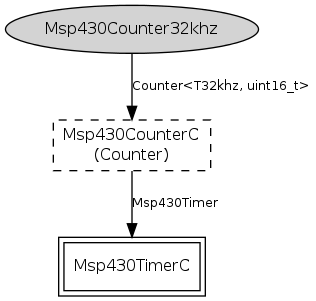 Msp430Counter32khz
Counter<T32khz, uint16_t>
Msp430CounterC
(Counter)
Msp430Timer
Msp430TimerC